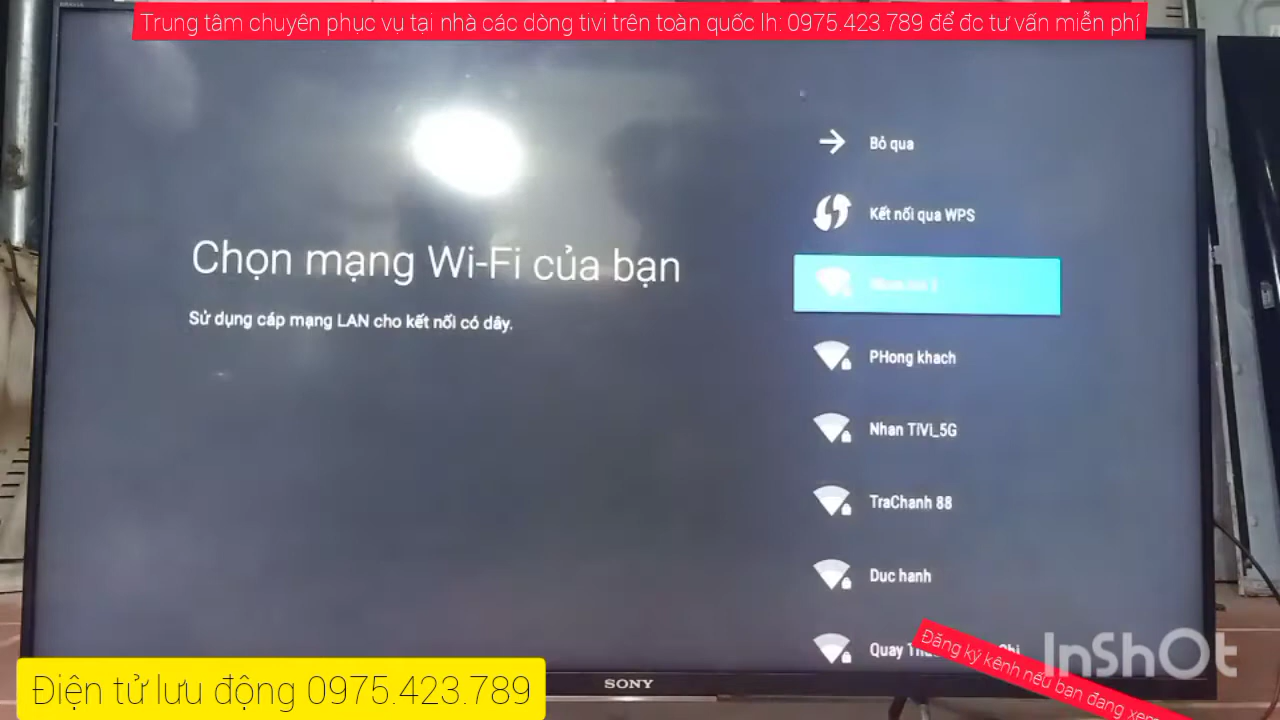 Trung tâm chuyên phục vụ tại nhà các dòng tivi trên toàn quốc lh: 0975.423.789 để đc tư vấn miễn phí
Bỏ qua
Kết nối qua WPS
Chọn mạng Wi-Fi của bạn
Sử dụng cáp mạng LAN cho kết nối có dây.
PHong khach
Nhan TiVi_5G
TraChanh 88
Duc hanh
Quay
Đăng ký kênh nếu bạn đang xem
InShOt
SONY
Điện tử lưu động 0975.423.789